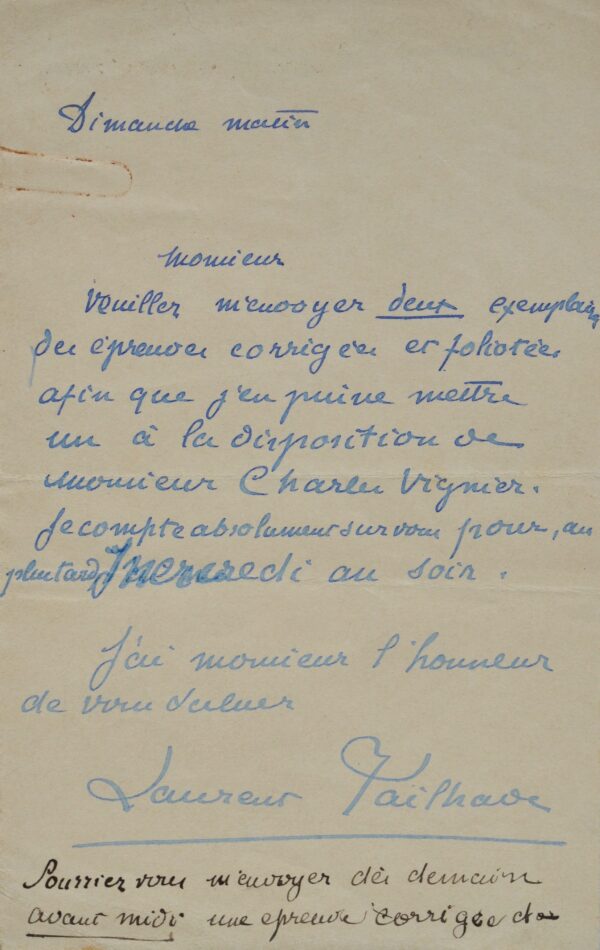 Dimanche matin
Monsieur
Veuillez m'envoyer deux exemplaires
des épreuves corrigées et foliotées
afin que j'en puisse mettre
un à la disposition de
Monsieur Charles Vignier.
Je compte absolument sur vous pour, au
plus tard, mercredi au soir.
J'ai monsieur l'honneur
de vous saluer
Laurent Tailhade
Pourriez vous m'envoyer dès demain
avant midi une épreuve corrigée de